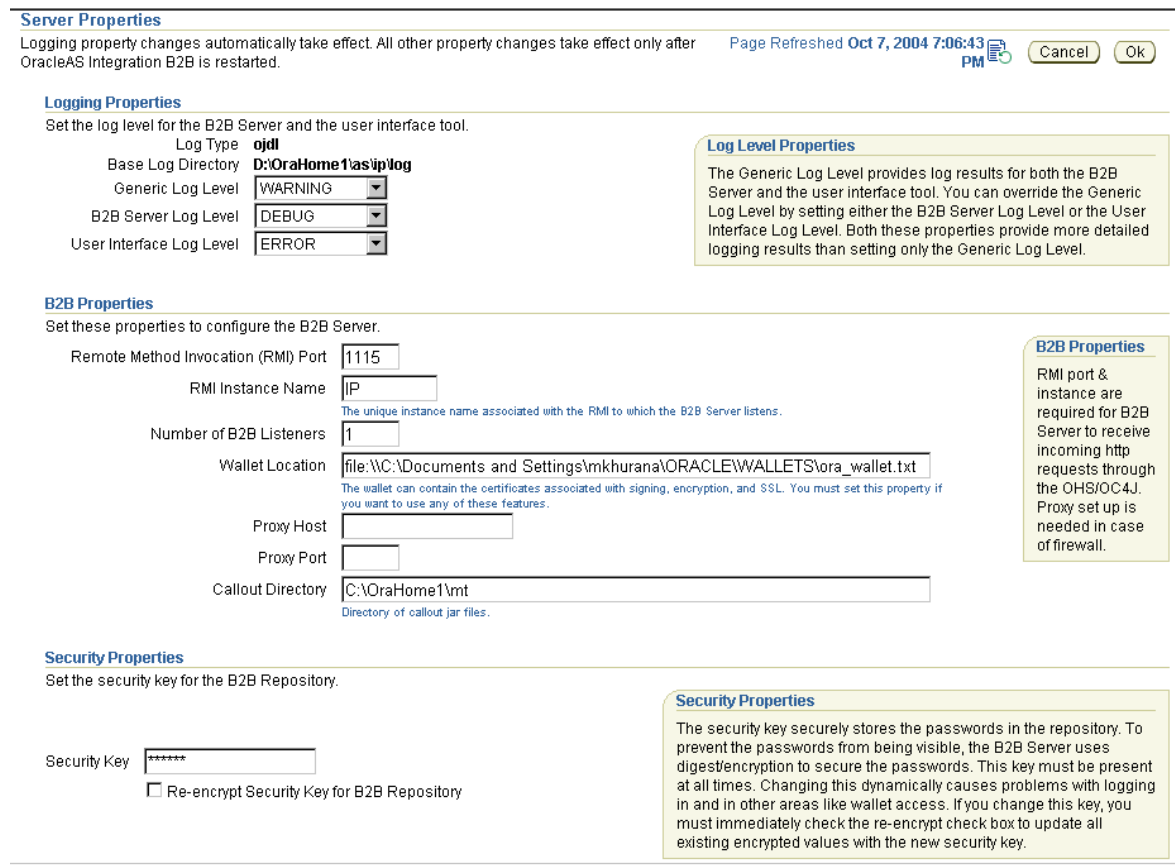 Server Properties
Logging property changes automatically take effect. All other property changes take effect only after
OracleAS Integration B2B is restarted.
Page Refreshed Oct 7, 2004 7:06:43
PM
Cancel
Ok
Logging Properties
Set the log level for the B2B Server and the user interface tool.
Log Type ojdl
Base Log Directory D:\OraHome1\as\ip\log
Generic Log Level WARNING
B2B Server Log Level DEBUG
User Interface Log Level ERROR
Log Level Properties
The Generic Log Level provides log results for both the B2B
Server and the user interface tool. You can override the Generic
Log Level by setting either the B2B Server Log Level or the User
Interface Log Level. Both these properties provide more detailed
logging results than setting only the Generic Log Level.
B2B Properties
Set these properties to configure the B2B Server.
Remote Method Invocation (RMI) Port 1115
RMI Instance Name IP
The unique instance name associated with the RMI to which the B2B Server listens.
Number of B2B Listeners 1
Wallet Location file:\\C:\Documents and Settings\mkhurana\ORACLE\WALLETS\ora_wallet.txt
The wallet can contain the certificates associated with signing, encryption, and SSL. You must set this property if
you want to use any of these features.
Proxy Host
Proxy Port
Callout Directory C:\OraHome1\mt
Directory of callout jar files.
B2B Properties
RMI port &
instance are
required for B2B
Server to receive
incoming http
requests through
the OHS/OC4J.
Proxy set up is
needed in case
of firewall.
Security Properties
Set the security key for the B2B Repository.
Security Key ******
Re-encrypt Security Key for B2B Repository
Security Properties
The security key securely stores the passwords in the repository. To
prevent the passwords from being visible, the B2B Server uses
digest/encryption to secure the passwords. This key must be present
at all times. Changing this dynamically causes problems with logging
in and in other areas like wallet access. If you change this key, you
must immediately check the re-encrypt check box to update all
existing encrypted values with the new security key.